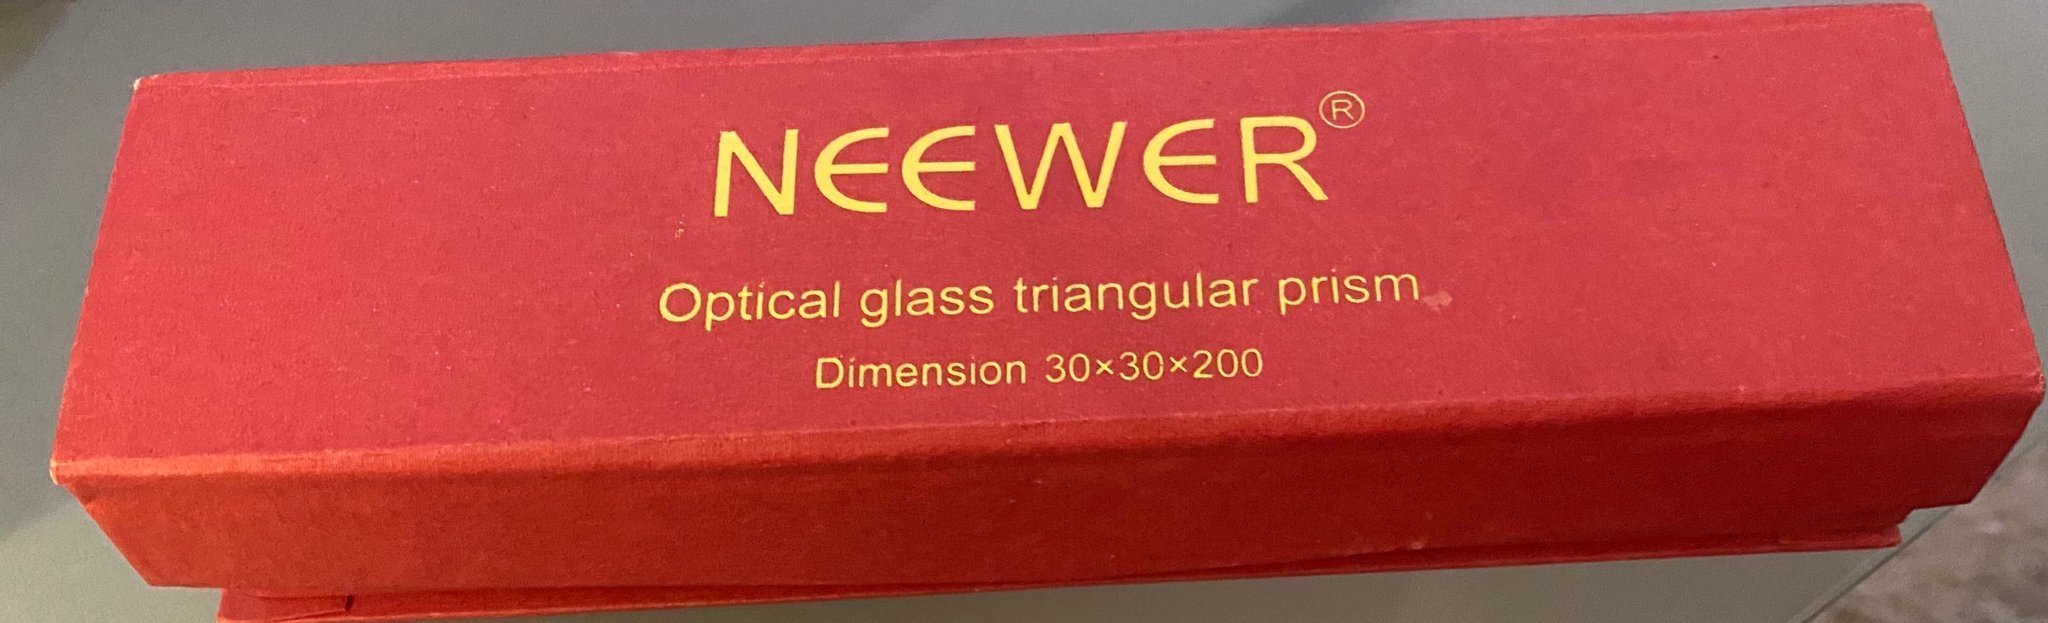 NEEWER®
Optical glass triangular prism
Dimension 30×30×200